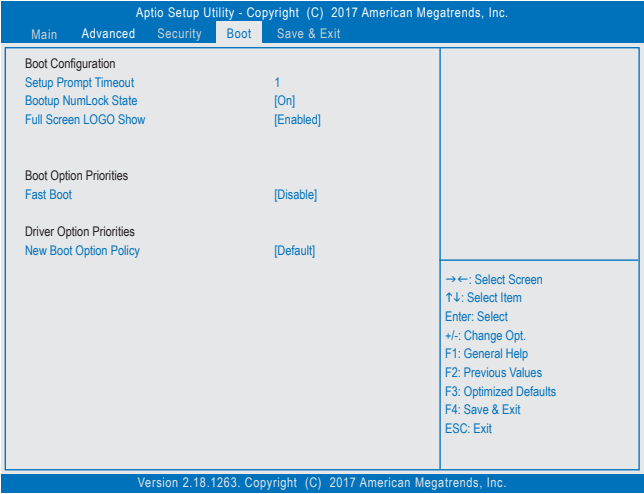 Aptio Setup Utility - Copyright (C) 2017 American Megatrends, Inc.
Main Advanced Security Boot Save & Exit
Boot Configuration
Setup Prompt Timeout 1
Bootup NumLock State [On]
Full Screen LOGO Show [Enabled]
Boot Option Priorities
Fast Boot [Disable]
Driver Option Priorities
New Boot Option Policy [Default]
→←: Select Screen
↑↓: Select Item
Enter: Select
+/-: Change Opt.
F1: General Help
F2: Previous Values
F3: Optimized Defaults
F4: Save & Exit
ESC: Exit
Version 2.18.1263. Copyright (C) 2017 American Megatrends, Inc.